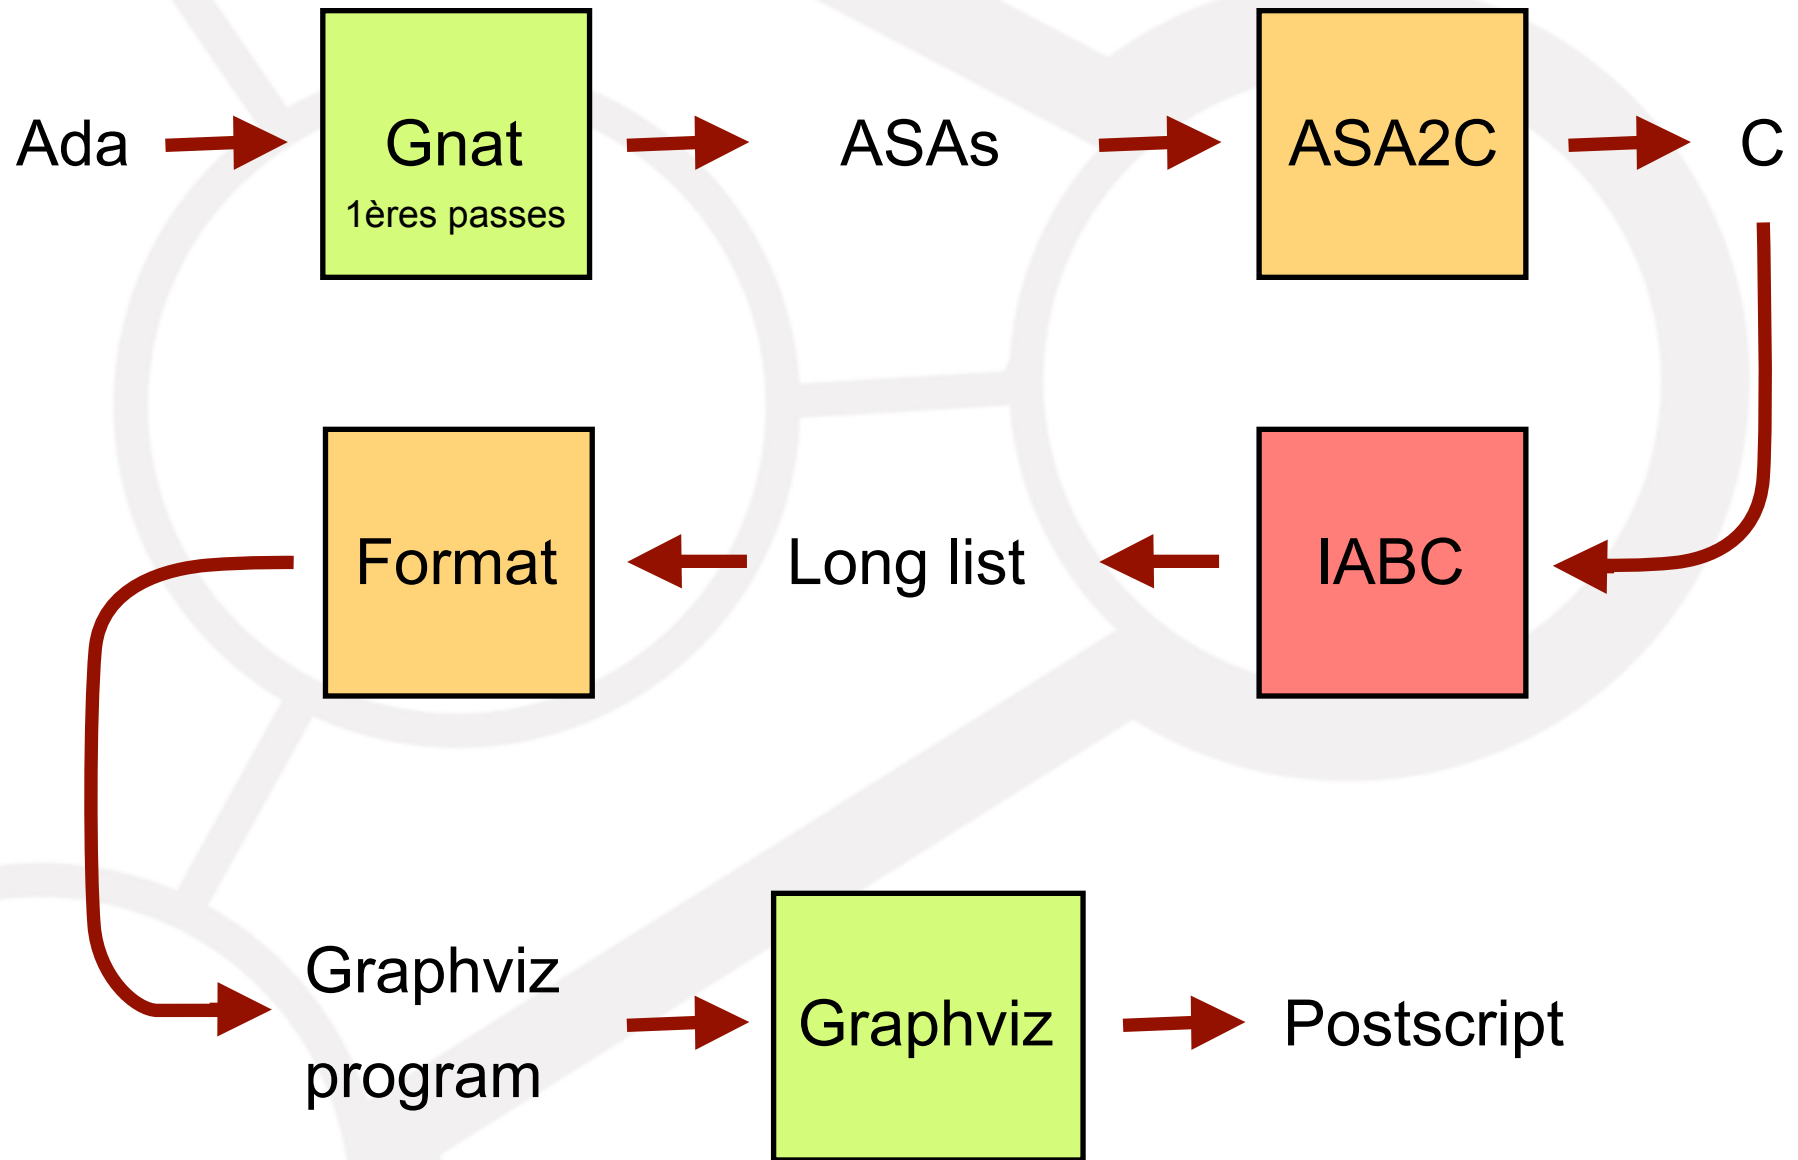 Ada
Gnat
1ères passes
ASAs
ASA2C
C
IABC
Long list
Format
Graphviz
program
Graphviz
Postscript